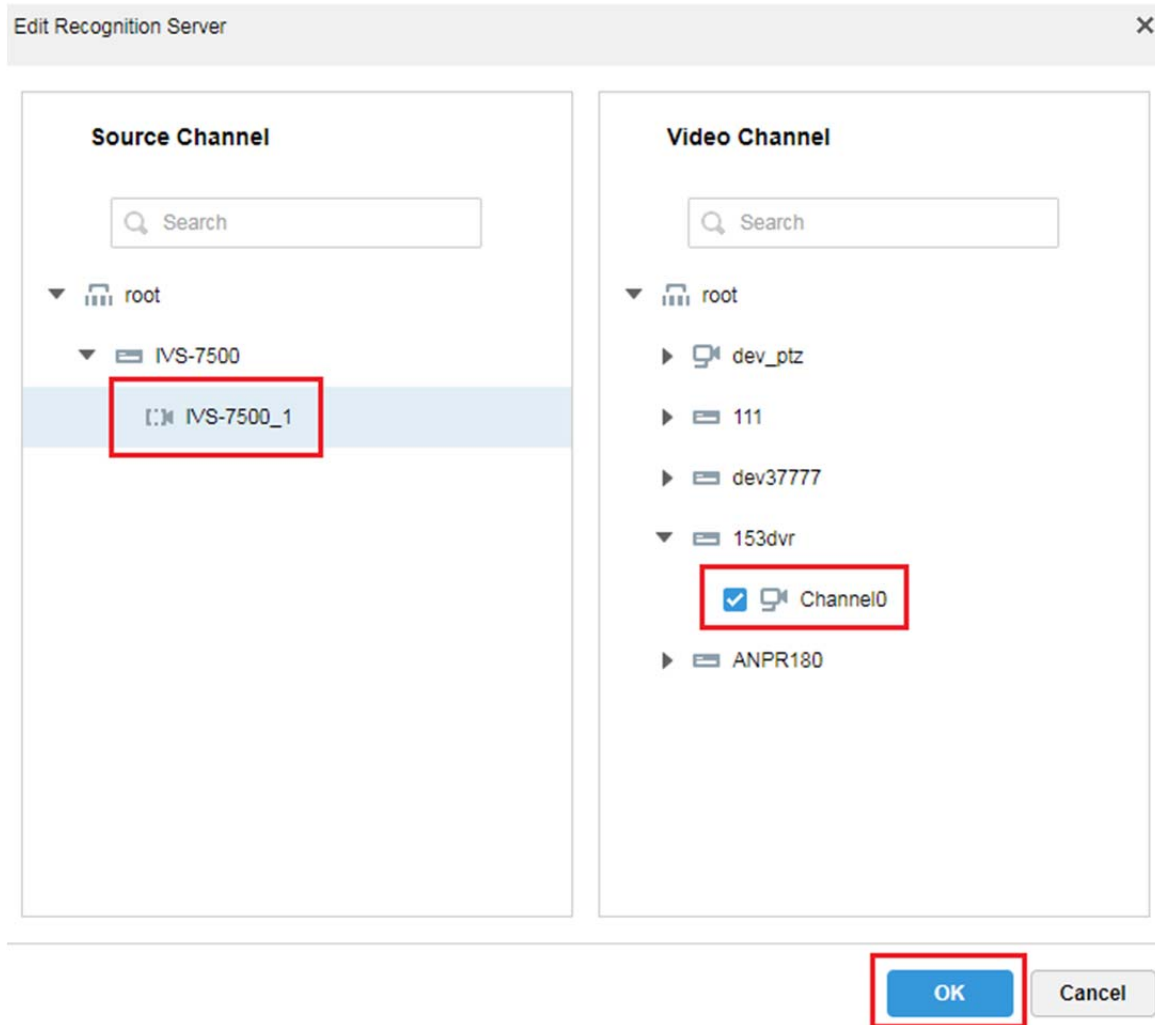 Edit Recognition Server
Source Channel
Search
root
IVS-7500
IVS-7500_1
Video Channel
Search
root
dev_ptz
111
dev37777
153dvr
Channel0
ANPR180
OK
Cancel